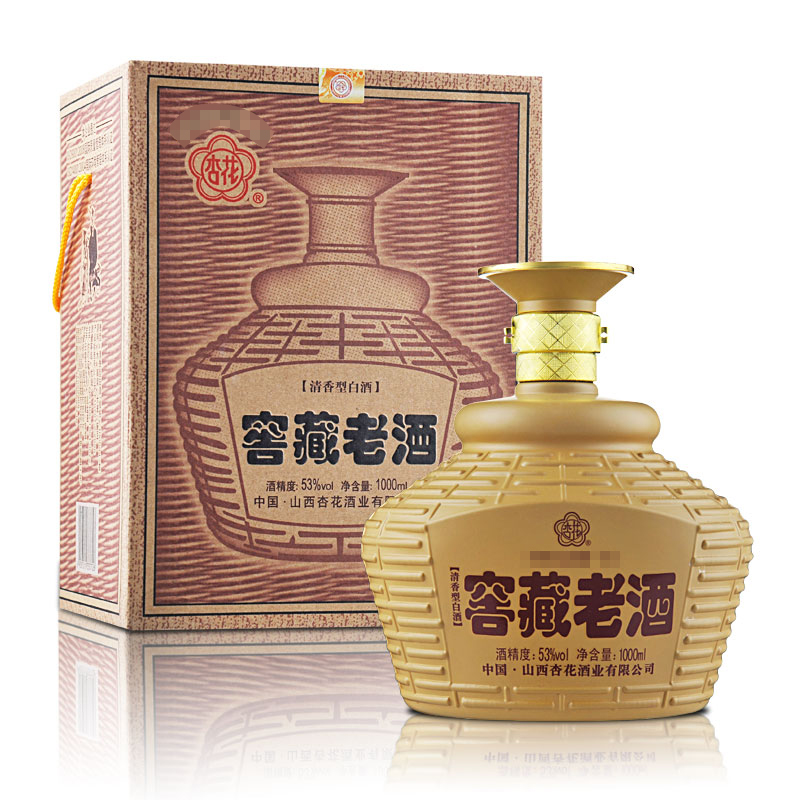 杏花
®
【清香型白酒】
窖藏老酒
酒精度: 53%vol 净含量: 1000ml
中国·山西杏花酒业有限
杏花
®
【清香型白酒】
窖藏老酒
酒精度: 53%vol 净含量: 1000ml
中国·山西杏花酒业有限公司